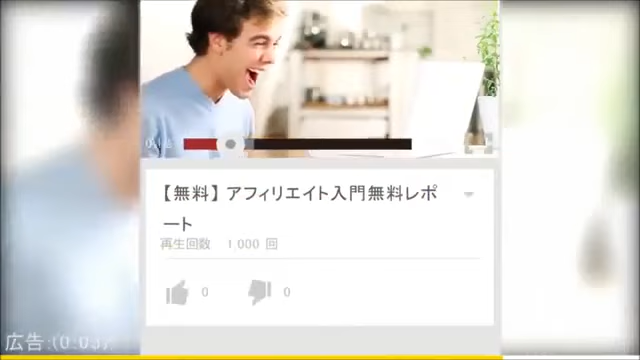 【無料】アフィリエイト入門無料レポ
ート
再生回数 1,000 回
0
0
広告:(0:03)